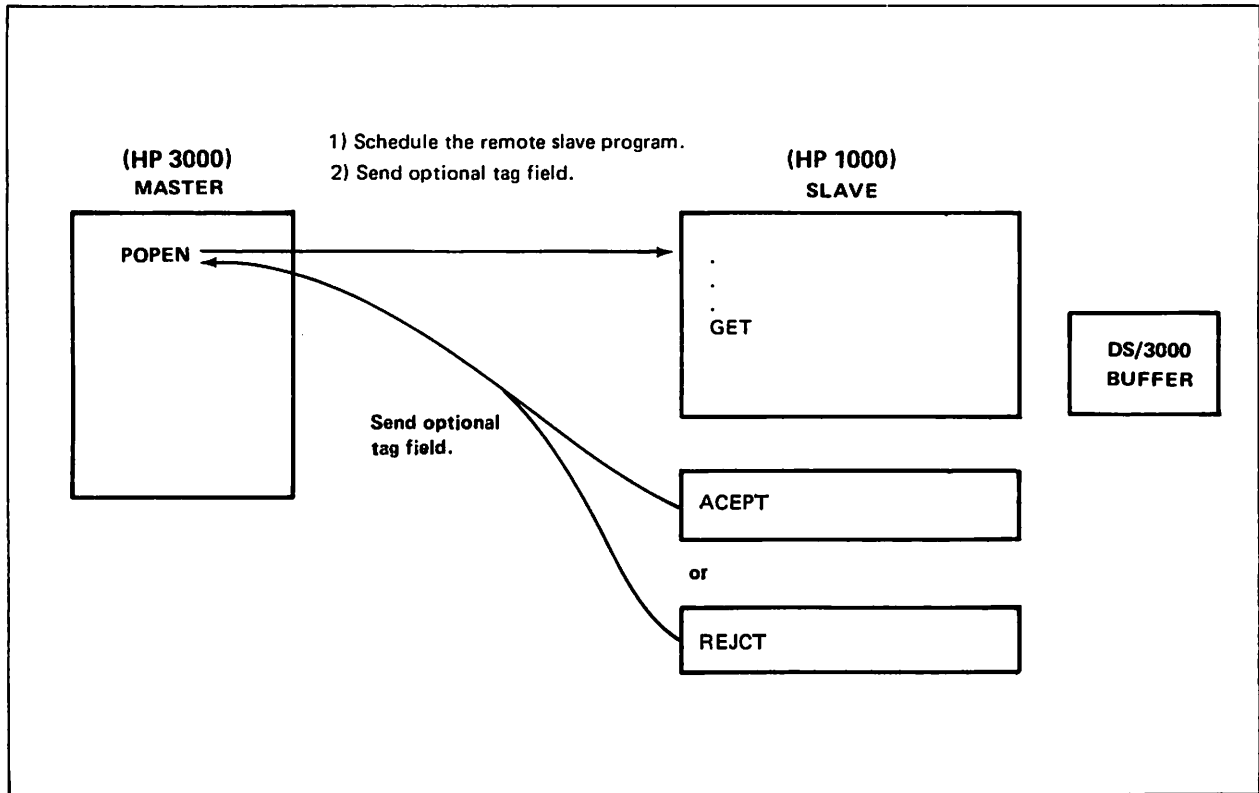 1) Schedule the remote slave program.
2) Send optional tag field.
(HP 3000)
MASTER
(HP 1000)
SLAVE
POPEN
.
.
.
GET
DS/3000
BUFFER
Send optional
tag field.
ACEPT
or
REJCT